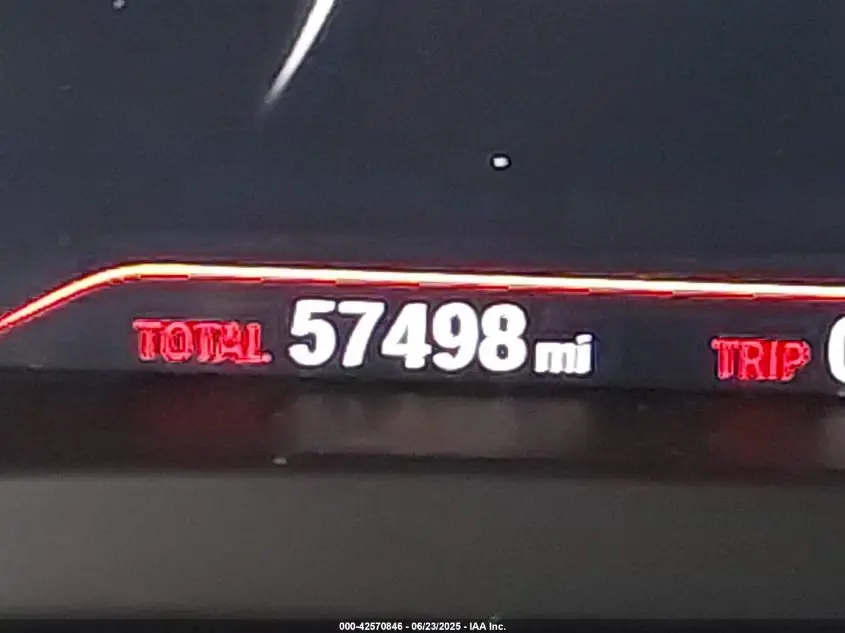 TOTAL 57498 mi TRIP
000-42570846 - 06/23/2025 - IAA Inc.